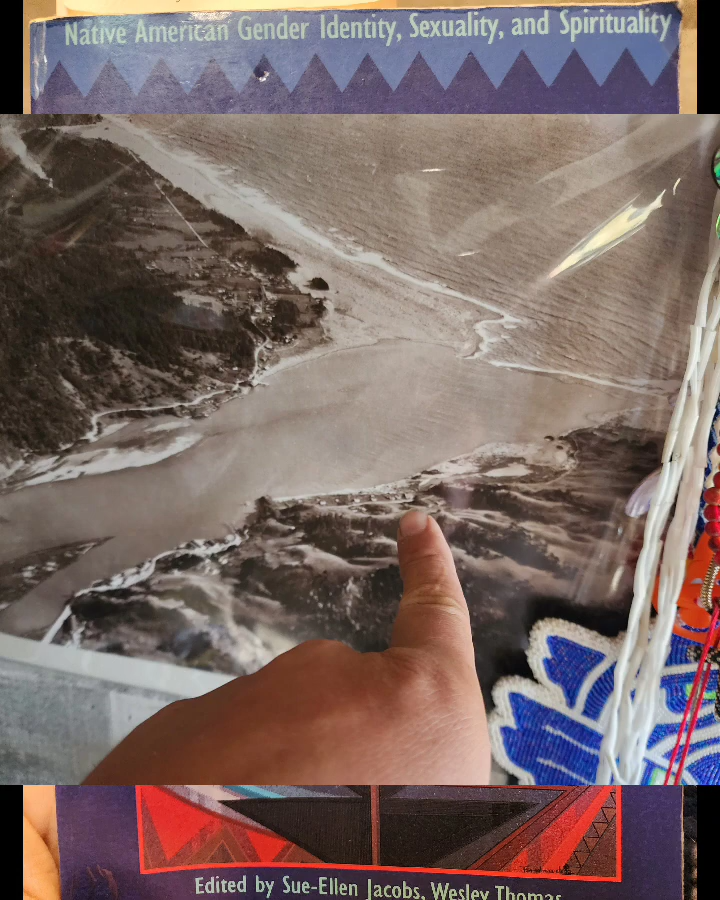 Native American Gender Identity, Sexuality, and Spirituality
Edited by Sue-Ellen Jacobs, Wesley Thomas,